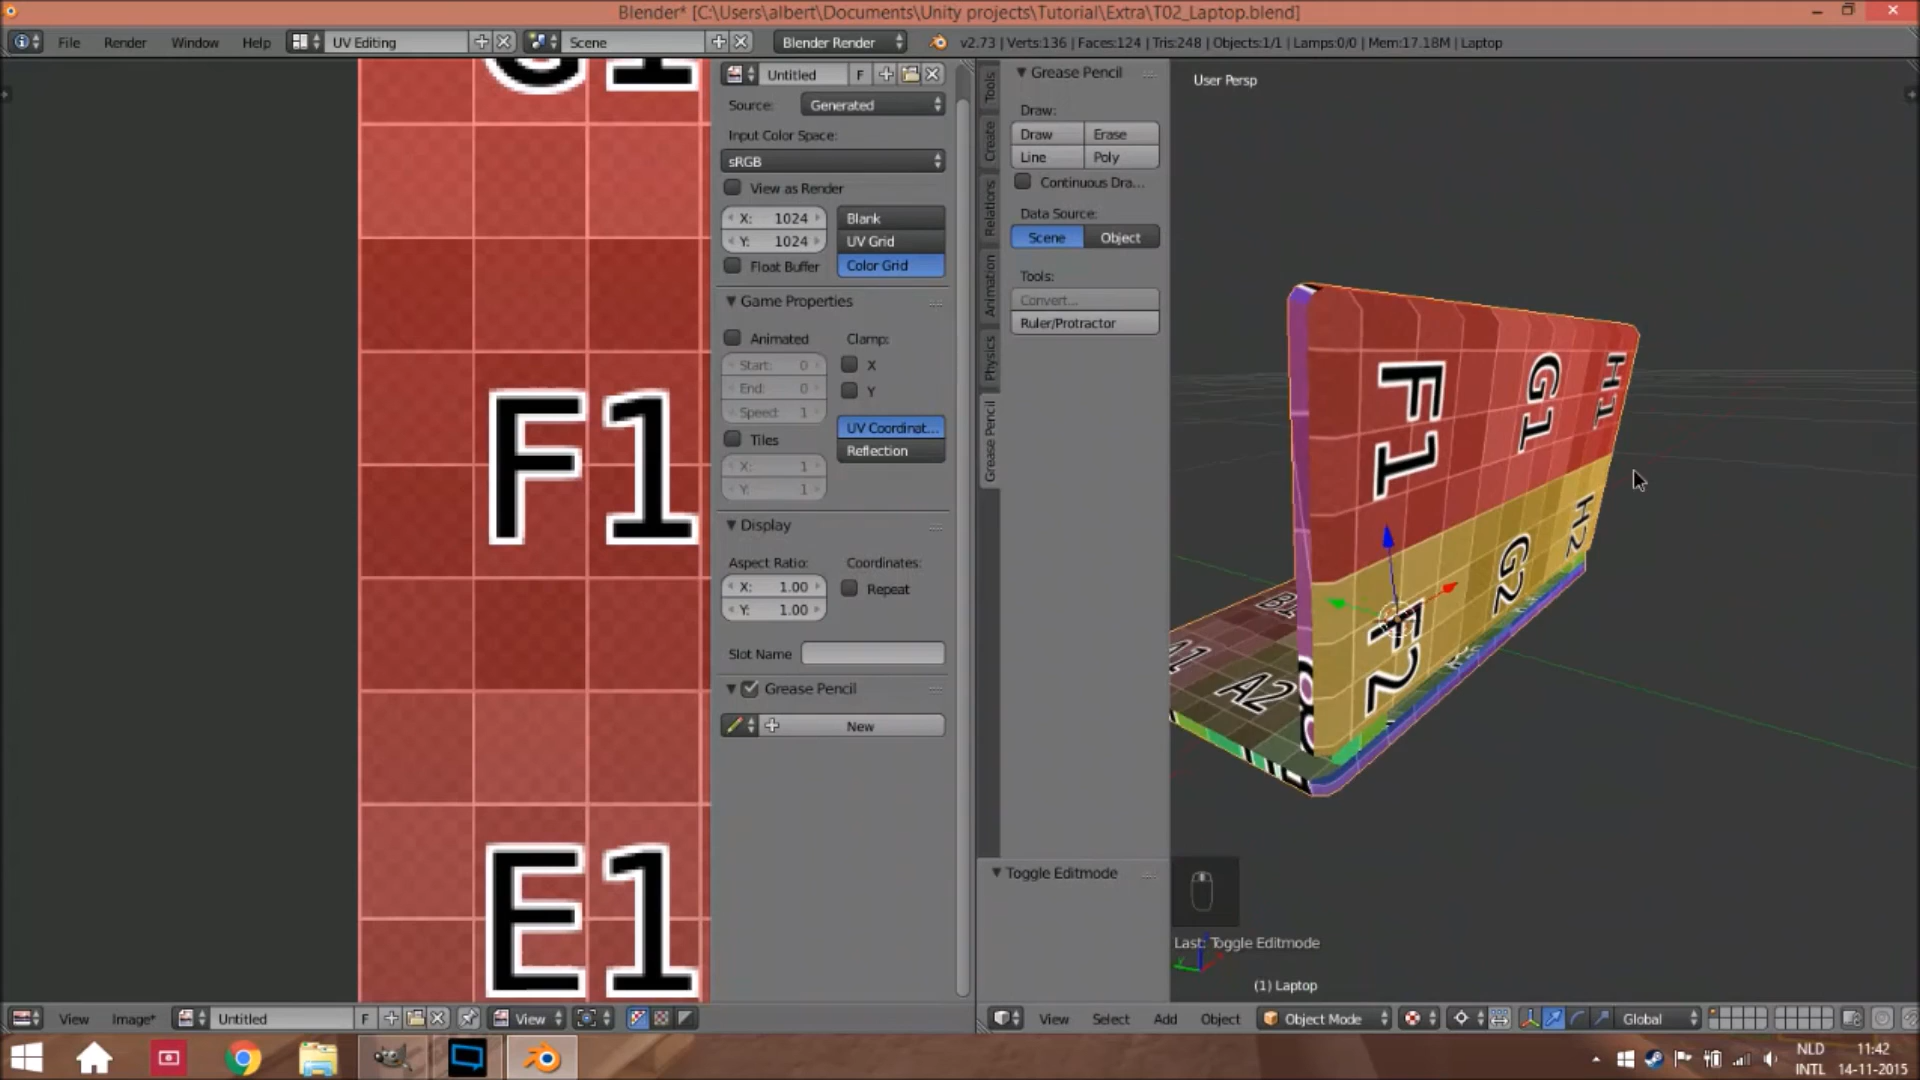 Blender* [C:\Users\albert\Documents\Unity projects\Tutorial\Extra\T02_Laptop.blend]
File Render Window Help UV Editing Scene Blender Render v2.73 | Verts:136 | Faces:124 | Tris:248 | Objects:1/1 | Lamps:0/0 | Mem:17.18M | Laptop
Untitled F
Source: Generated
Input Color Space:
sRGB
View as Render
X: 1024
Y: 1024
Float Buffer
Blank
UV Grid
Color Grid
Game Properties
Animated
Start: 0
End: 0
Speed: 1
Tiles
X: 1
Y: 1
Clamp:
X
Y
UV Coordinat...
Reflection
Display
Aspect Ratio:
X: 1.00
Y: 1.00
Coordinates:
Repeat
Slot Name
Grease Pencil
New
F1
E1
Tools
Create
Relations
Animation
Physics
Grease Pencil
Grease Pencil
Draw:
Draw Erase
Line Poly
Continuous Dra...
Data Source:
Scene Object
Tools:
Convert...
Ruler/Protractor
Toggle Editmode
User Persp
F1
G1
H1
F2
G2
H2
A1
A2
B1
Last: Toggle Editmode
(1) Laptop
View Image* Untitled F View
View Select Add Object Object Mode Global
NLD
INTL
11:42
14-11-2015